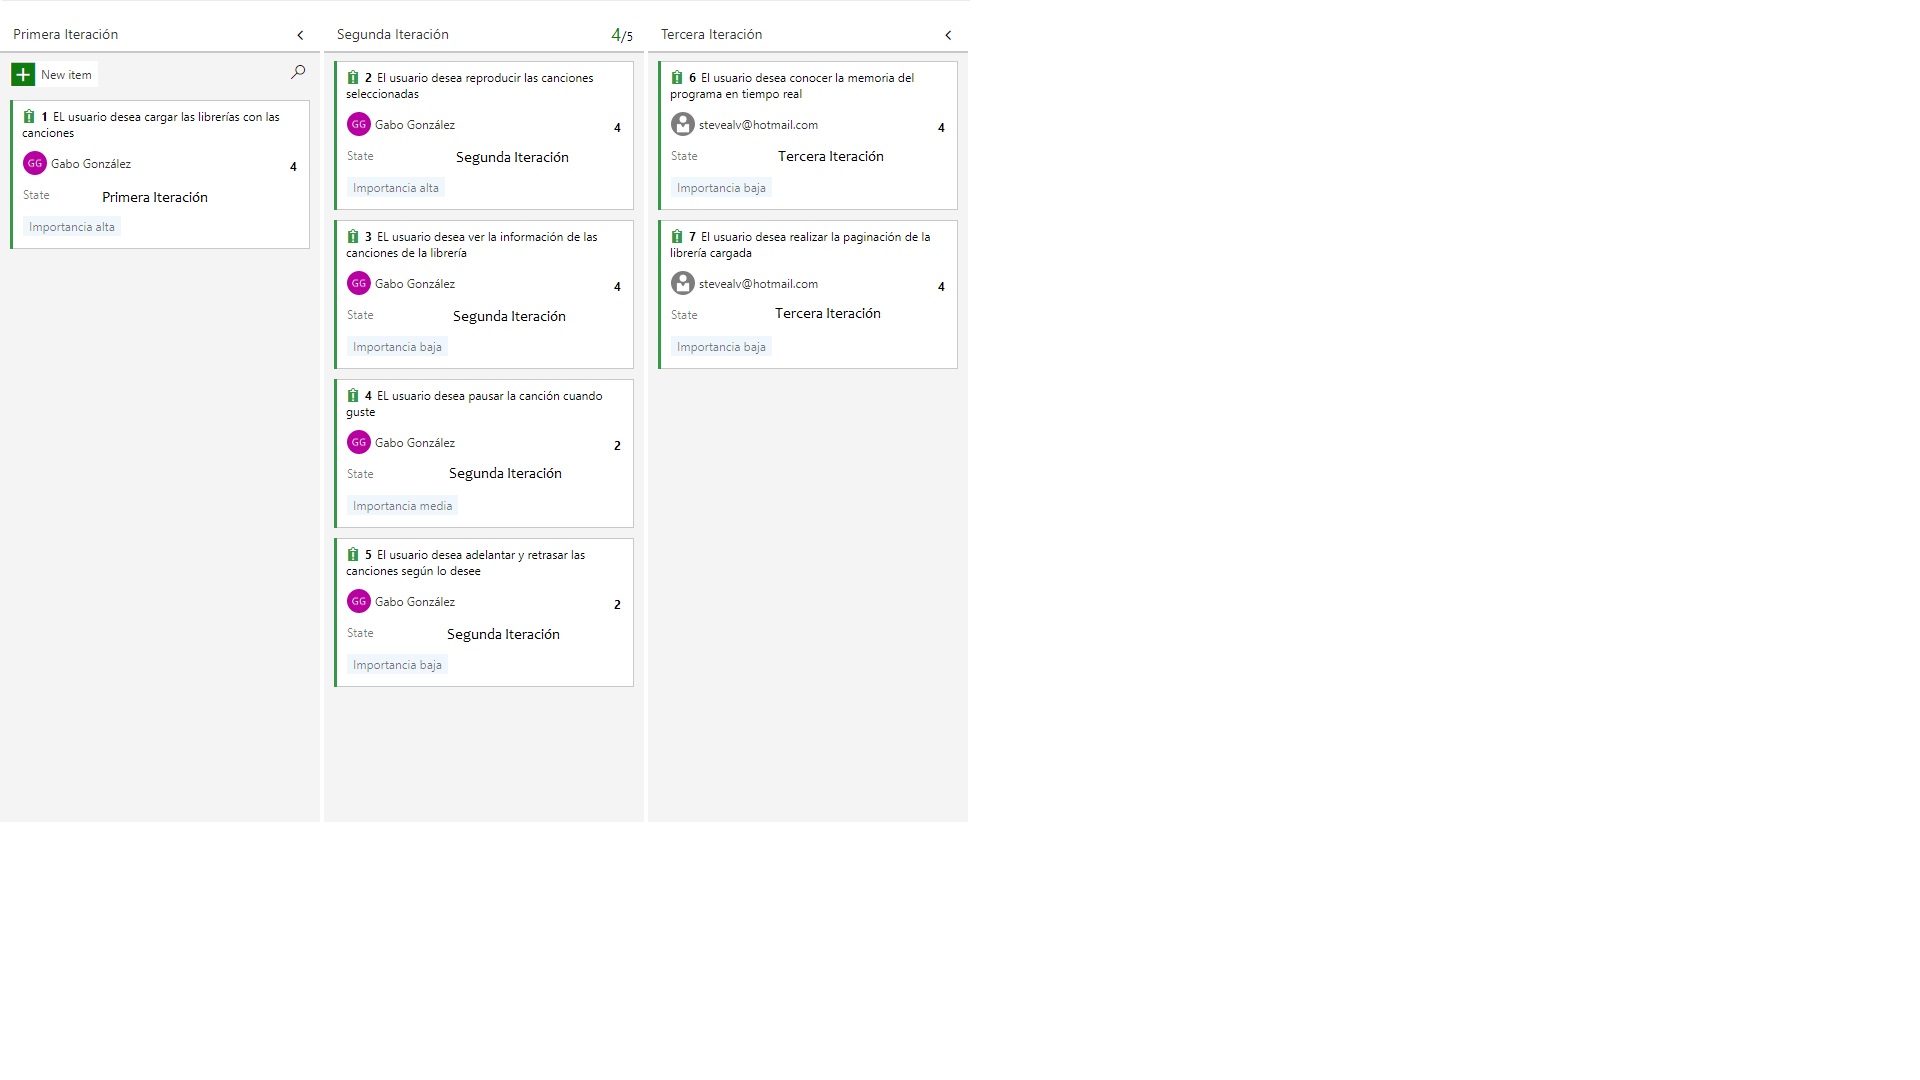 Primera Iteración
New item
1 EL usuario desea cargar las librerías con las
canciones
GG Gabo González
4
State Primera Iteración
Importancia alta
Segunda Iteración 4/5
2 El usuario desea reproducir las canciones
seleccionadas
GG Gabo González
4
State Segunda Iteración
Importancia alta
3 EL usuario desea ver la información de las
canciones de la librería
GG Gabo González
4
State Segunda Iteración
Importancia baja
4 EL usuario desea pausar la canción cuando
guste
GG Gabo González
2
State Segunda Iteración
Importancia media
5 El usuario desea adelantar y retrasar las
canciones según lo desee
GG Gabo González
2
State Segunda Iteración
Importancia baja
Tercera Iteración
6 El usuario desea conocer la memoria del
programa en tiempo real
stevealv@hotmail.com
4
State Tercera Iteración
Importancia baja
7 El usuario desea realizar la paginación de la
librería cargada
stevealv@hotmail.com
4
State Tercera Iteración
Importancia baja